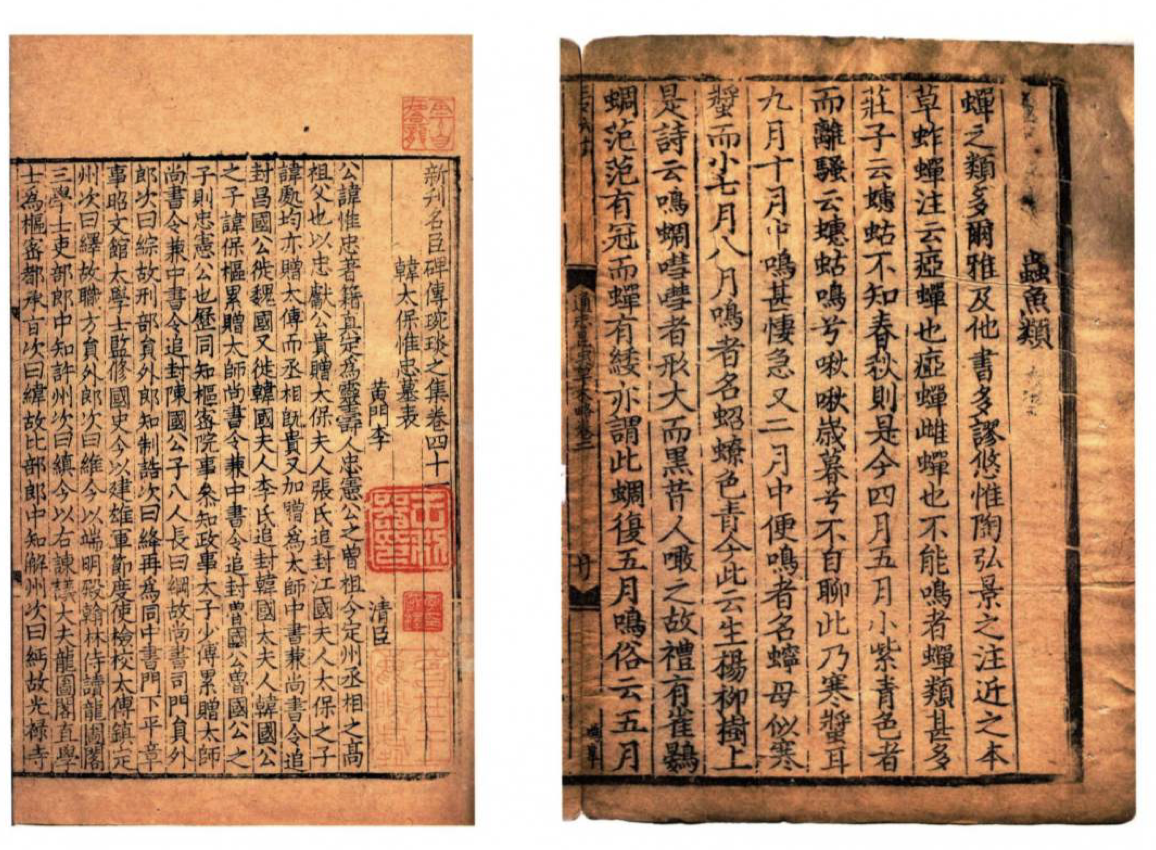 新刋名臣碑傳琬琰之集卷四十一
韓太保惟忠墓表
黃門李 清臣
公諱惟忠者籍真定爲靈壽人忠憲公之曾祖今定州丞相之高
祖父也以忠獻公貴贈太保夫人張氏追封江國夫人太保之子
諱處均亦贈太傅而丞相旣貴又加贈爲太師中書兼尚書令追
封昌國公徙魏國又徙韓國夫人李氏追封韓國太夫人韓國公
之子諱保樞累贈太師尚書令兼中書令追封曾國公曾國公之
子則忠憲公也歷同知樞密院事叅知政事太子少傅累贈太師
尚書令兼中書令追封陳國公子八人長曰綱故尚書司門員外
郎次曰綜故刑部員外郎知制誥次曰絳再爲同中書門下平章
事昭文館大學士監修國史今以建雄軍節度使檢校太傅鎮定
州次曰繹故職方員外郎次曰維今以端明殿翰林侍讀龍圖閣
三學士吏部郎中知許州次曰縝今以右諫議大夫龍圖閣直學
士爲樞密都承旨次曰緯故比部郎中知解州次曰緬故光祿寺
蟲魚類
蟬之類多爾雅及他書多謬悠惟陶弘景之注近之本
草蚱蟬注云瘂蟬也瘂蟬雌蟬也不能鳴者蟬類甚多
莊子云蟪蛄不知春秋則是今四月五月小紫青色者
而離騷云蟪蛄鳴兮啾啾歲暮兮不自聊此乃寒螿耳
九月十月中鳴甚悽急又二月中便鳴者名蟀母似寒
螿而小七月八月鳴者名蛁蟟色青今此云生楊柳樹上
是詩云鳴蜩嘒嘒者形大而黑昔人噉之故禮有雀鷃
蜩范范有冠而蟬有緌亦謂此蜩復五月鳴俗云五月